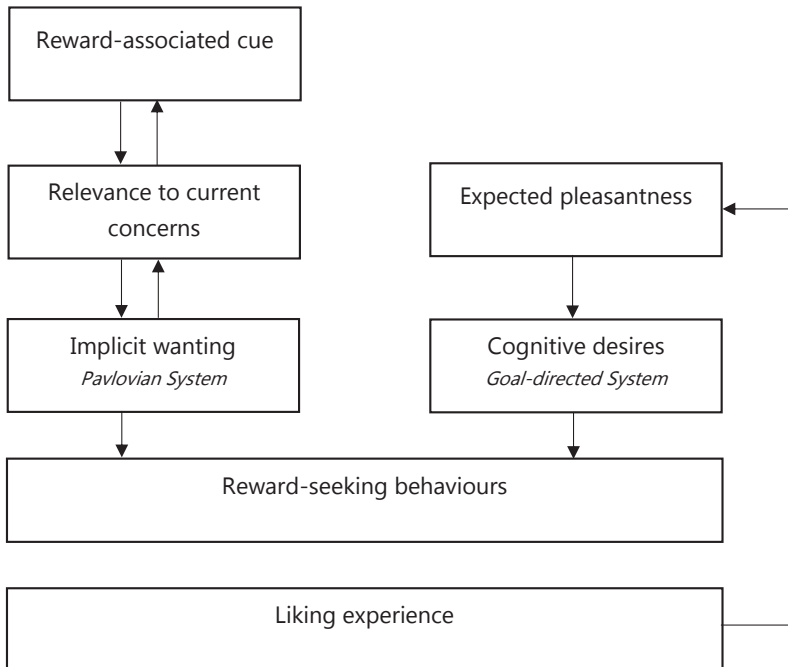 Reward-associated cue
Relevance to current
concerns
Expected pleasantness
Implicit wanting
Pavlovian System
Cognitive desires
Goal-directed System
Reward-seeking behaviours
Liking experience